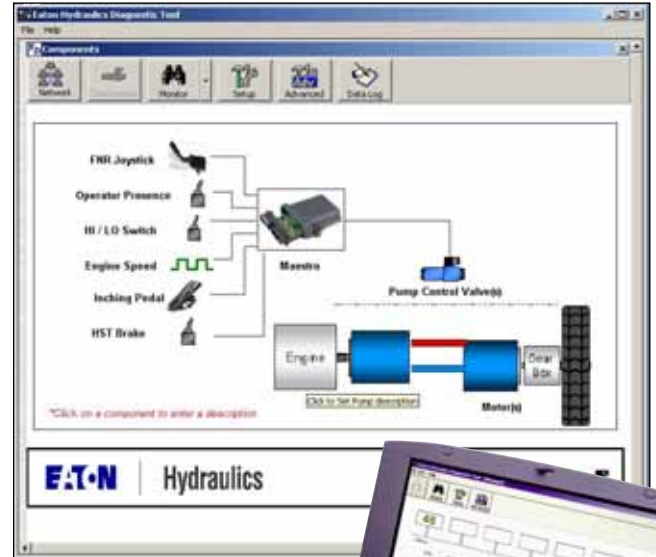 Eaton Hydraulics Diagnostic Tool
File Help
Components
Network
Monitor
Setup
Advanced
Data Log
FNR Joystick
Operator Presence
HI / LO Switch
Engine Speed
Inching Pedal
HST Brake
Maestro
Pump Control Valve(s)
Engine
Gear
Box
Click to Set Pump description
Motor(s)
*Click on a component to enter a description
EATON Hydraulics